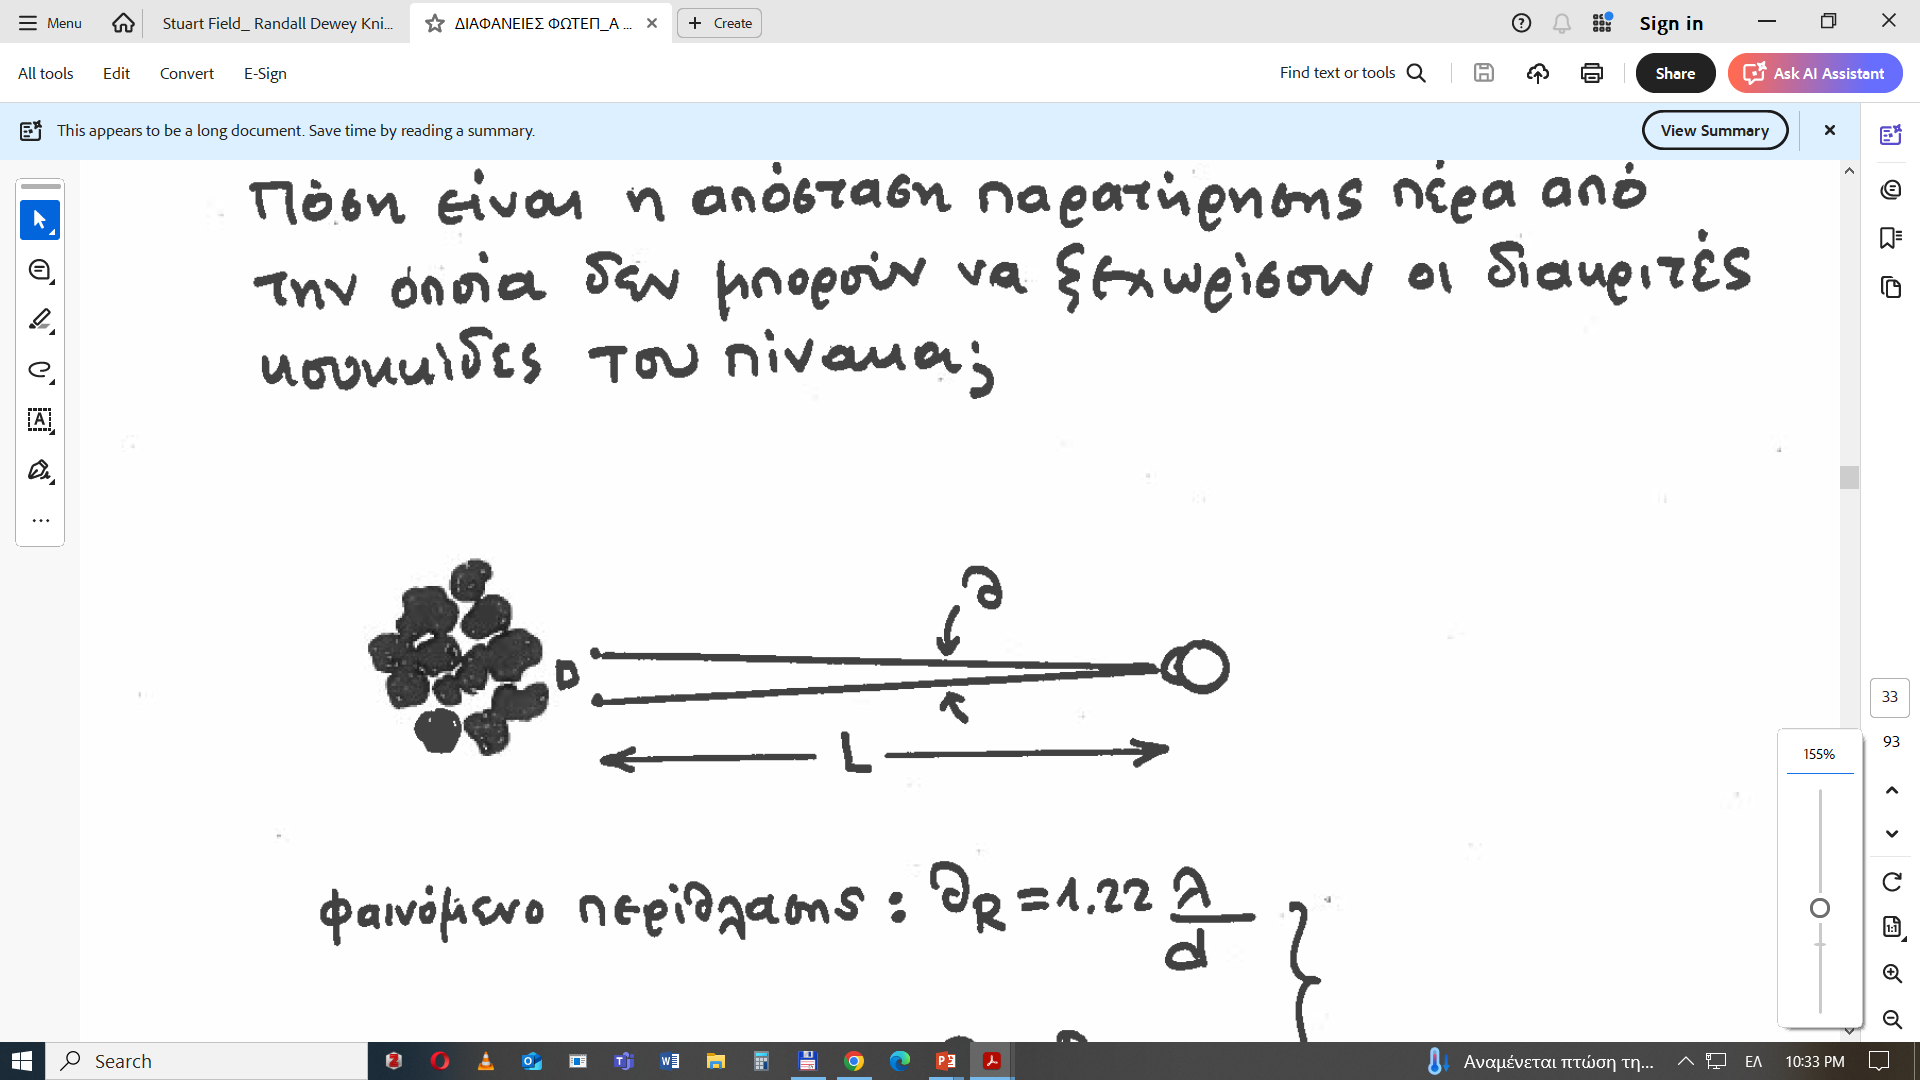 Menu
Stuart Field_ Randall Dewey Kni...
ΔΙΑΦΑΝΕΙΕΣ ΦΩΤΕΠ_Α ...
Create
Sign in
All tools
Edit
Convert
E-Sign
Find text or tools
Share
Ask AI Assistant
This appears to be a long document. Save time by reading a summary.
View Summary
Πόση είναι η απόσταση παρατήρησης πέρα από
την οποία δεν μπορούν να ξεχωρίσουν οι διακριτές
κουκκίδες του πίνακα;
θ
D
L
φαινόμενο περίθλασης : θR = 1.22 λ/d
33
93
155%
Search
Αναμένεται πτώση τη...
ΕΛ
10:33 PM